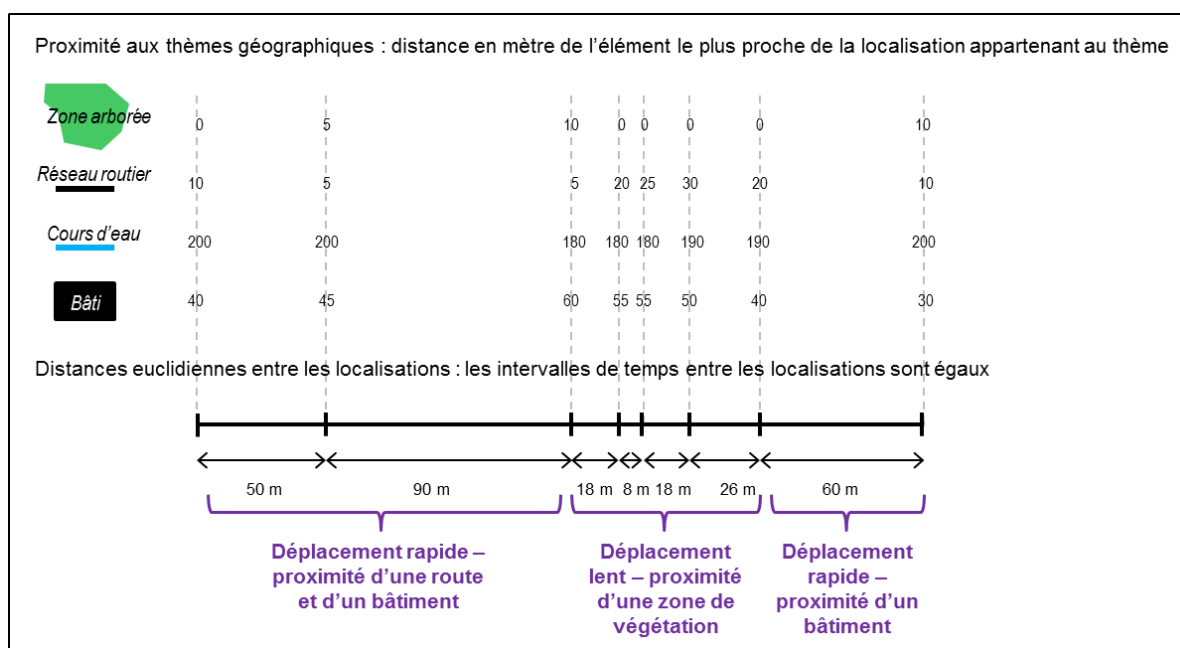 Proximité aux thèmes géographiques : distance en mètre de l’élément le plus proche de la localisation appartenant au thème
Zone arborée 0 5 10 0 0 0 0 10
Réseau routier 10 5 5 20 25 30 20 10
Cours d’eau 200 200 180 180 180 190 190 200
Bâti 40 45 60 55 55 50 40 30
Distances euclidiennes entre les localisations : les intervalles de temps entre les localisations sont égaux
50 m 90 m 18 m 8 m 18 m 26 m 60 m
Déplacement rapide –
proximité d’une route
et d’un bâtiment
Déplacement
lent – proximité
d’une zone de
végétation
Déplacement
rapide –
proximité d’un
bâtiment